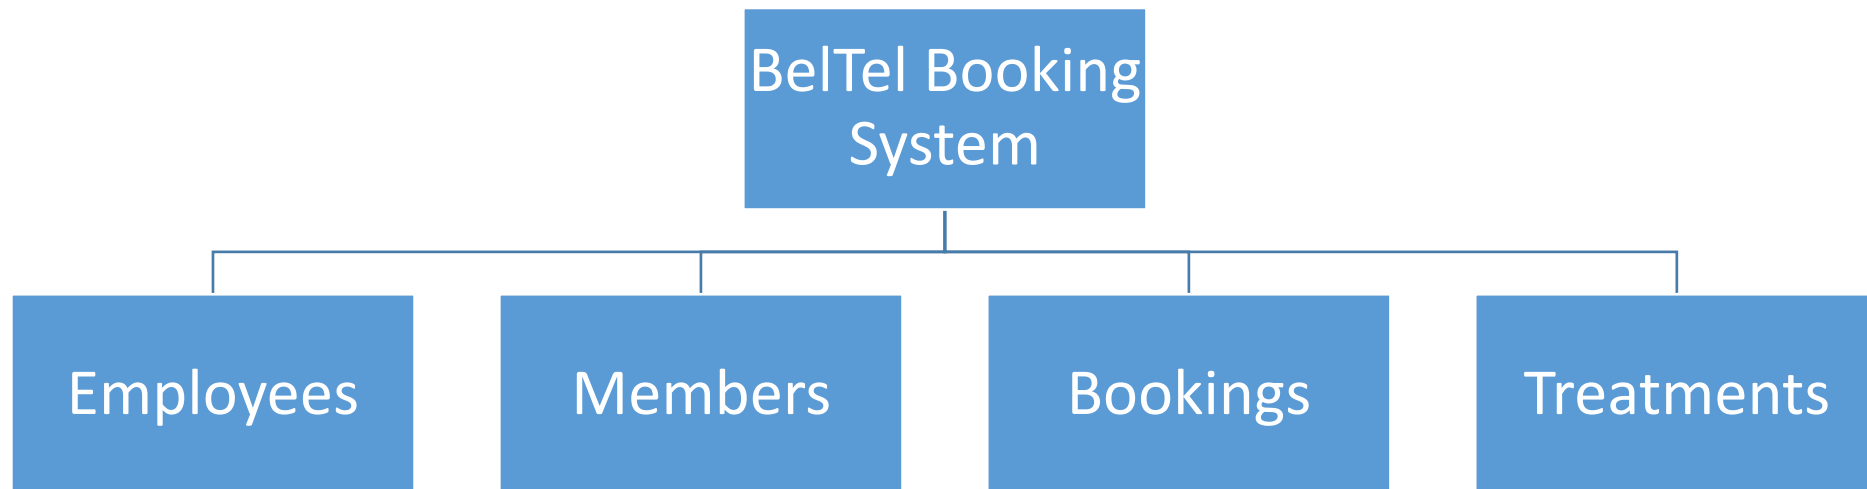 BelTel Booking
System
Employees
Members
Bookings
Treatments